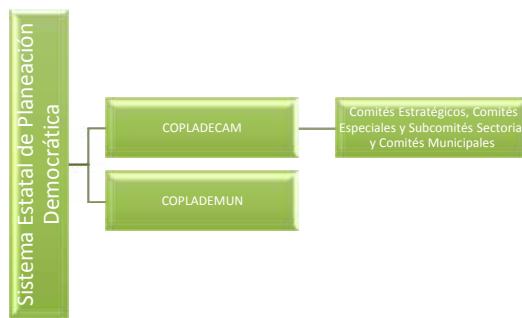 Sistema Estatal de Planeación
Democrática
COPLADECAM
Comités Estratégicos, Comités
Especiales y Subcomités Sectoria
y Comités Municipales
COPLADEMUN